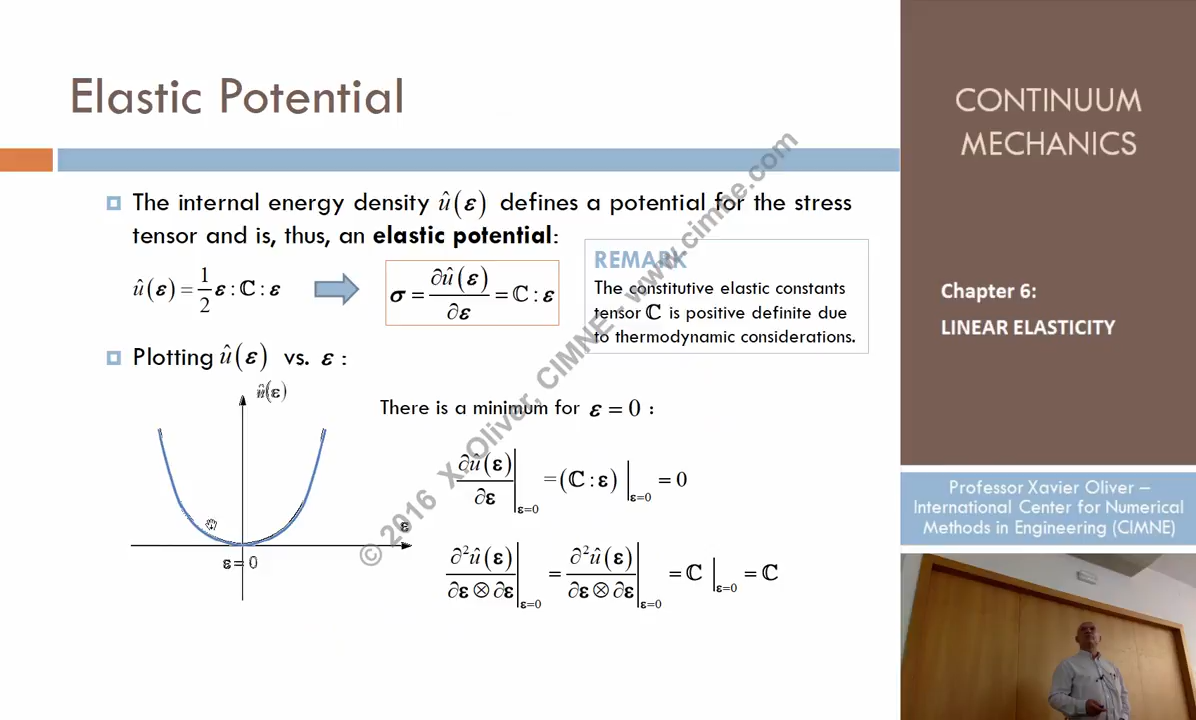 Elastic Potential
The internal energy density û(ε) defines a potential for the stress
tensor and is, thus, an elastic potential:
û(ε) = 1/2 ε : ℂ : ε
σ = ∂û(ε)/∂ε = ℂ : ε
REMARK
The constitutive elastic constants
tensor ℂ is positive definite due
to thermodynamic considerations.
Plotting û(ε) vs. ε :
û(ε)
ε
ε = 0
There is a minimum for ε = 0 :
∂û(ε)/∂ε |ε=0 = (ℂ : ε) |ε=0 = 0
∂²û(ε)/∂ε⊗∂ε |ε=0 = ∂²û(ε)/∂ε⊗∂ε |ε=0 = ℂ |ε=0 = ℂ
© 2016 X. Oliver, CIMNE - www.cimne.com
CONTINUUM
MECHANICS
Chapter 6:
LINEAR ELASTICITY
Professor Xavier Oliver –
International Center for Numerical
Methods in Engineering (CIMNE)